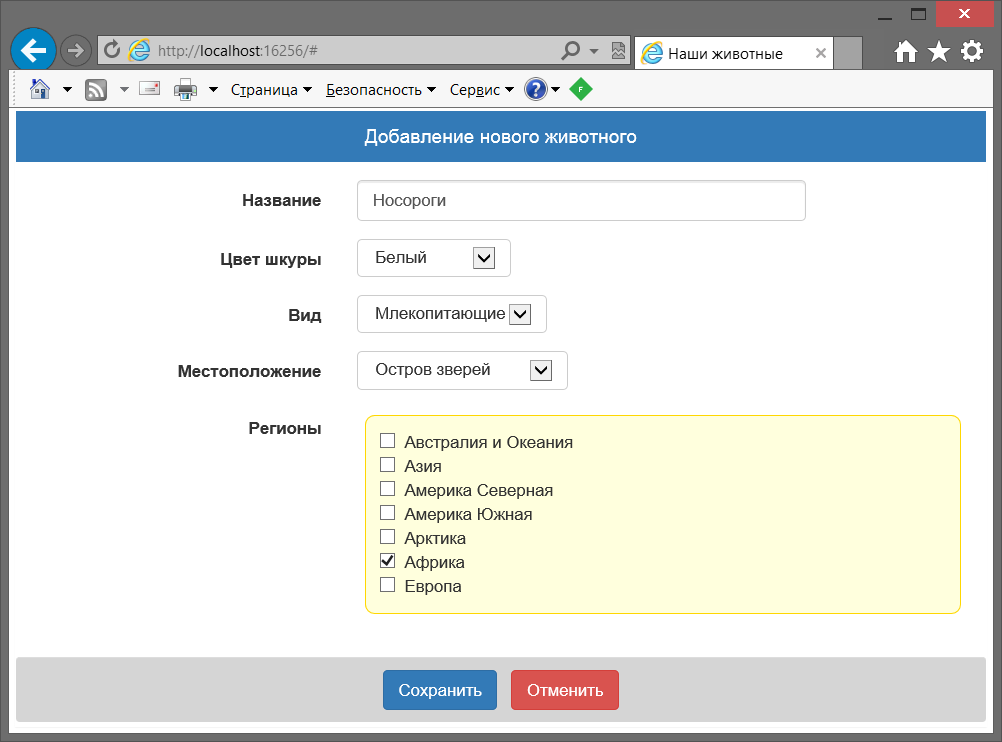 http://localhost:16256/#
Наши животные
Страница Безопасность Сервис ? F
Добавление нового животного
Название Носороги
Цвет шкуры Белый
Вид Млекопитающие
Местоположение Остров зверей
Регионы
Австралия и Океания
Азия
Америка Северная
Америка Южная
Арктика
Африка
Европа
Сохранить Отменить